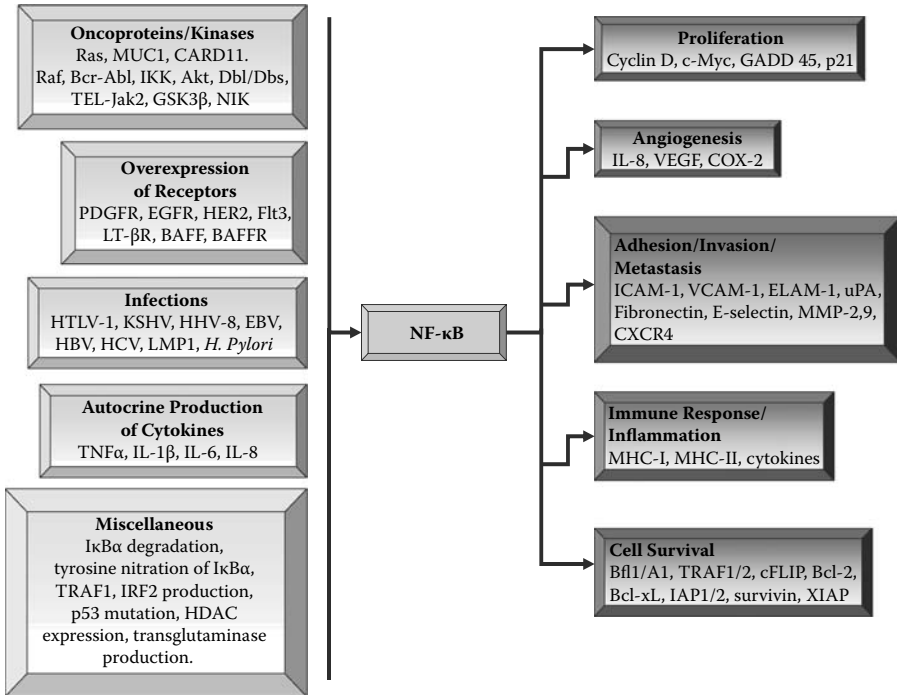 Oncoproteins/Kinases
Ras, MUC1, CARD11.
Raf, Bcr-Abl, IKK, Akt, Dbl/Dbs,
TEL-Jak2, GSK3β, NIK
Overexpression
of Receptors
PDGFR, EGFR, HER2, Flt3,
LT-βR, BAFF, BAFFR
Infections
HTLV-1, KSHV, HHV-8, EBV,
HBV, HCV, LMP1, H. Pylori
Autocrine Production
of Cytokines
TNFα, IL-1β, IL-6, IL-8
Miscellaneous
IκBα degradation,
tyrosine nitration of IκBα,
TRAF1, IRF2 production,
p53 mutation, HDAC
expression, transglutaminase
production.
NF-κB
Proliferation
Cyclin D, c-Myc, GADD 45, p21
Angiogenesis
IL-8, VEGF, COX-2
Adhesion/Invasion/
Metastasis
ICAM-1, VCAM-1, ELAM-1, uPA,
Fibronectin, E-selectin, MMP-2,9,
CXCR4
Immune Response/
Inflammation
MHC-I, MHC-II, cytokines
Cell Survival
Bfl1/A1, TRAF1/2, cFLIP, Bcl-2,
Bcl-xL, IAP1/2, survivin, XIAP